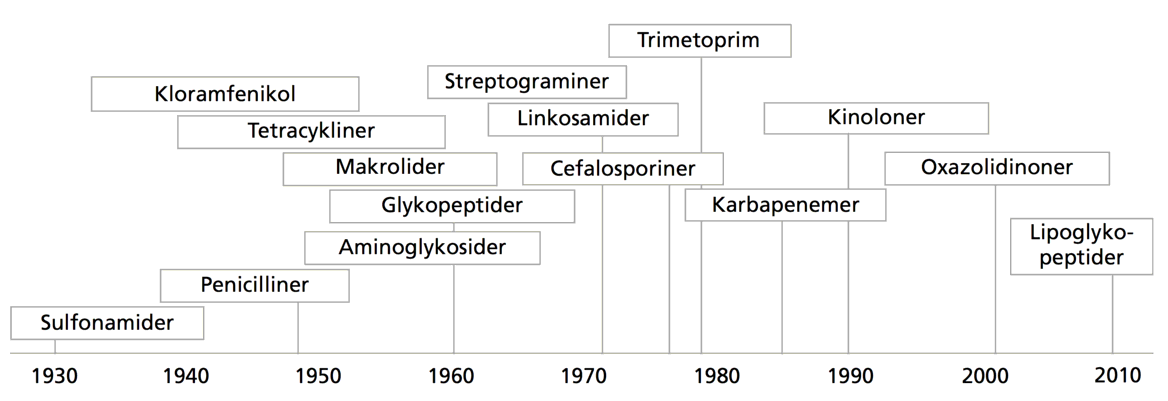 Trimetoprim
Streptograminer
Kloramfenikol
Linkosamider
Kinoloner
Tetracykliner
Makrolider
Cefalosporiner
Oxazolidinoner
Glykopeptider
Karbapenemer
Aminoglykosider
Lipoglyko-
peptider
Penicilliner
Sulfonamider
1930 1940 1950 1960 1970 1980 1990 2000 2010